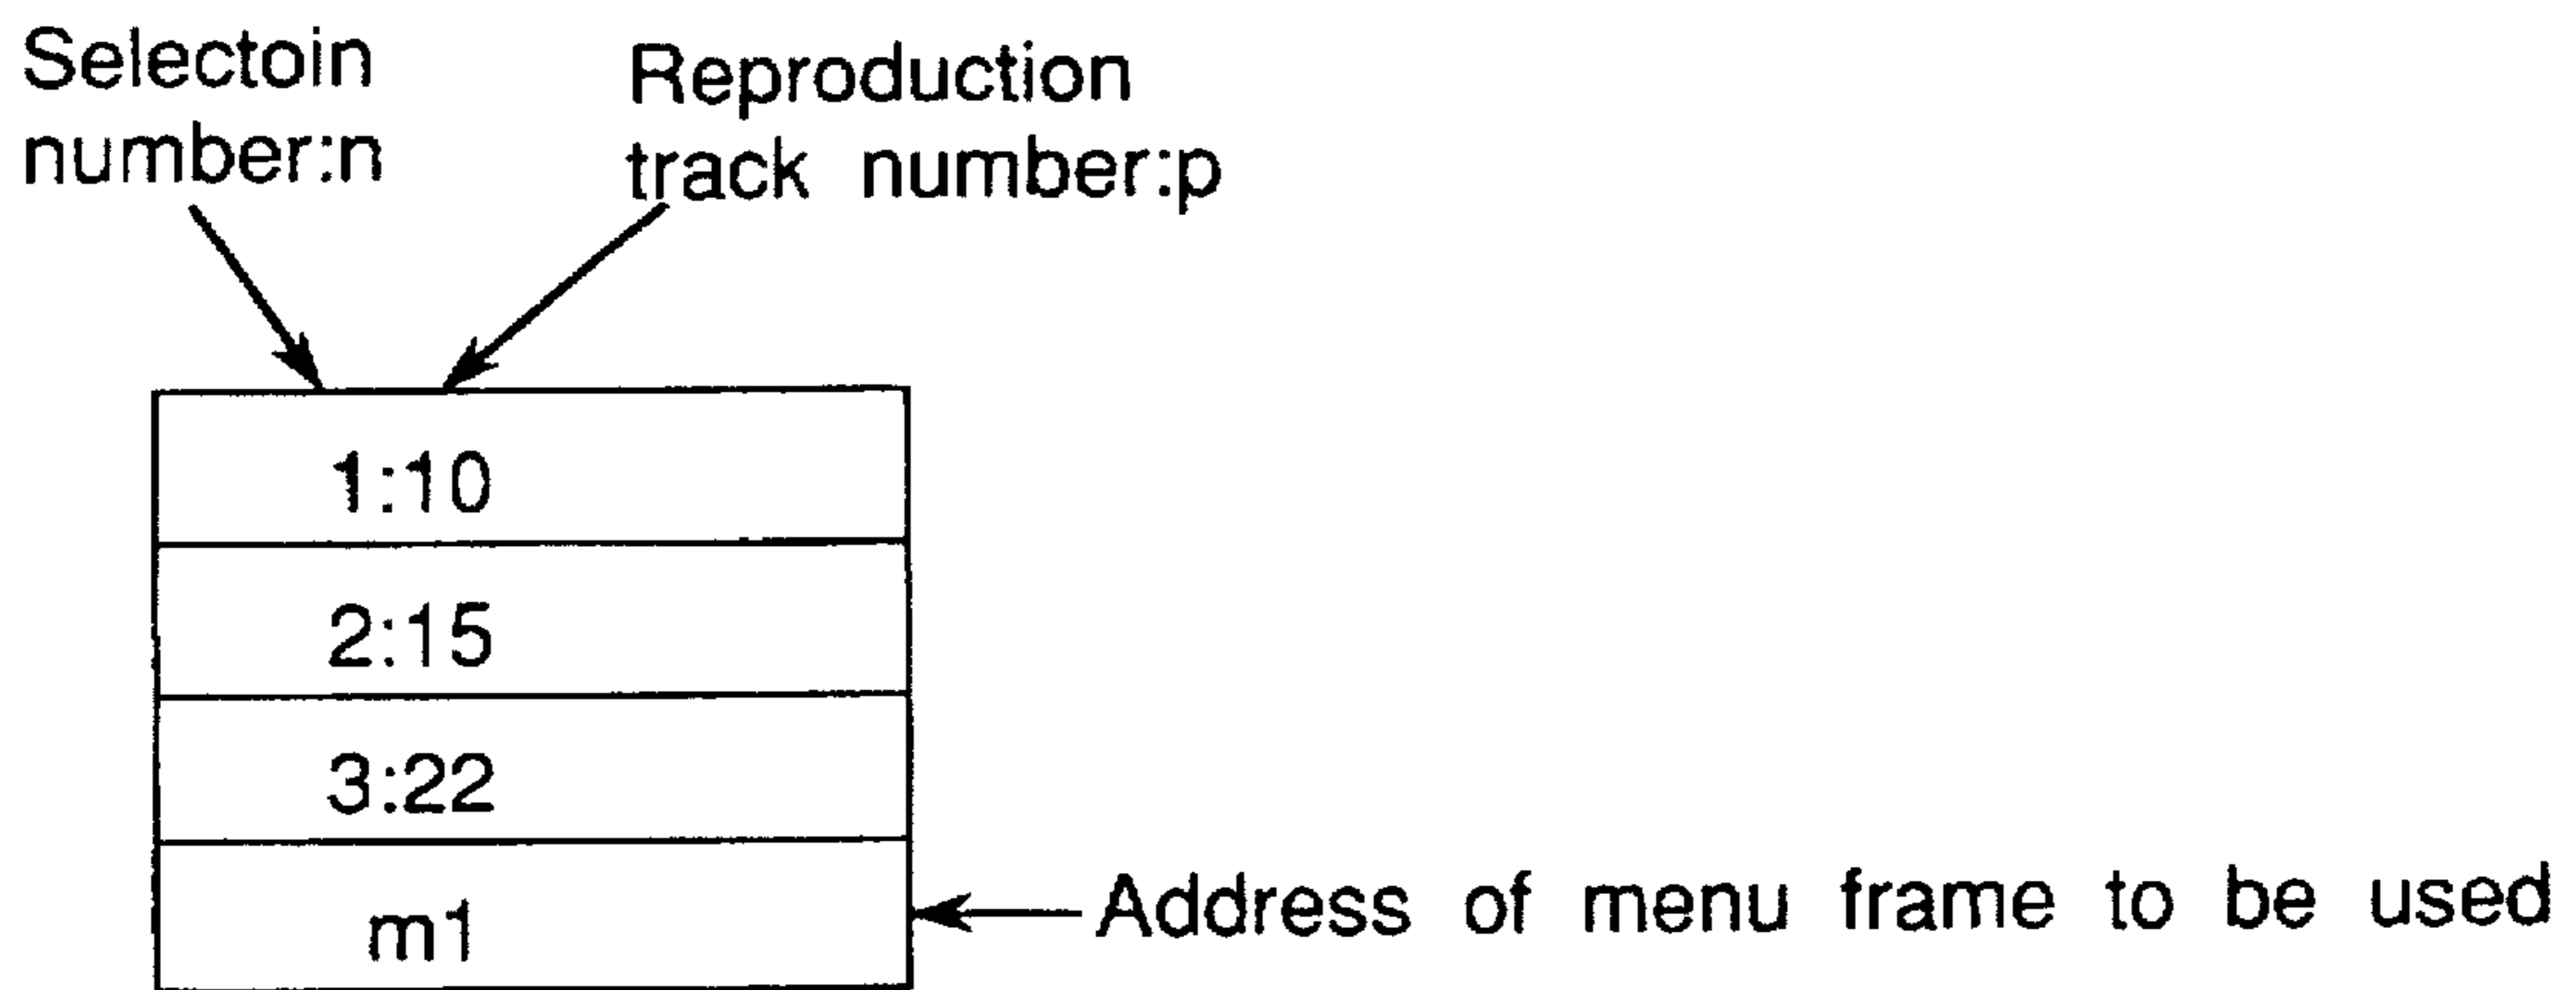 Selectoin
number:n
Reproduction
track number:p
1:10
2:15
3:22
m1
Address of menu frame to be used